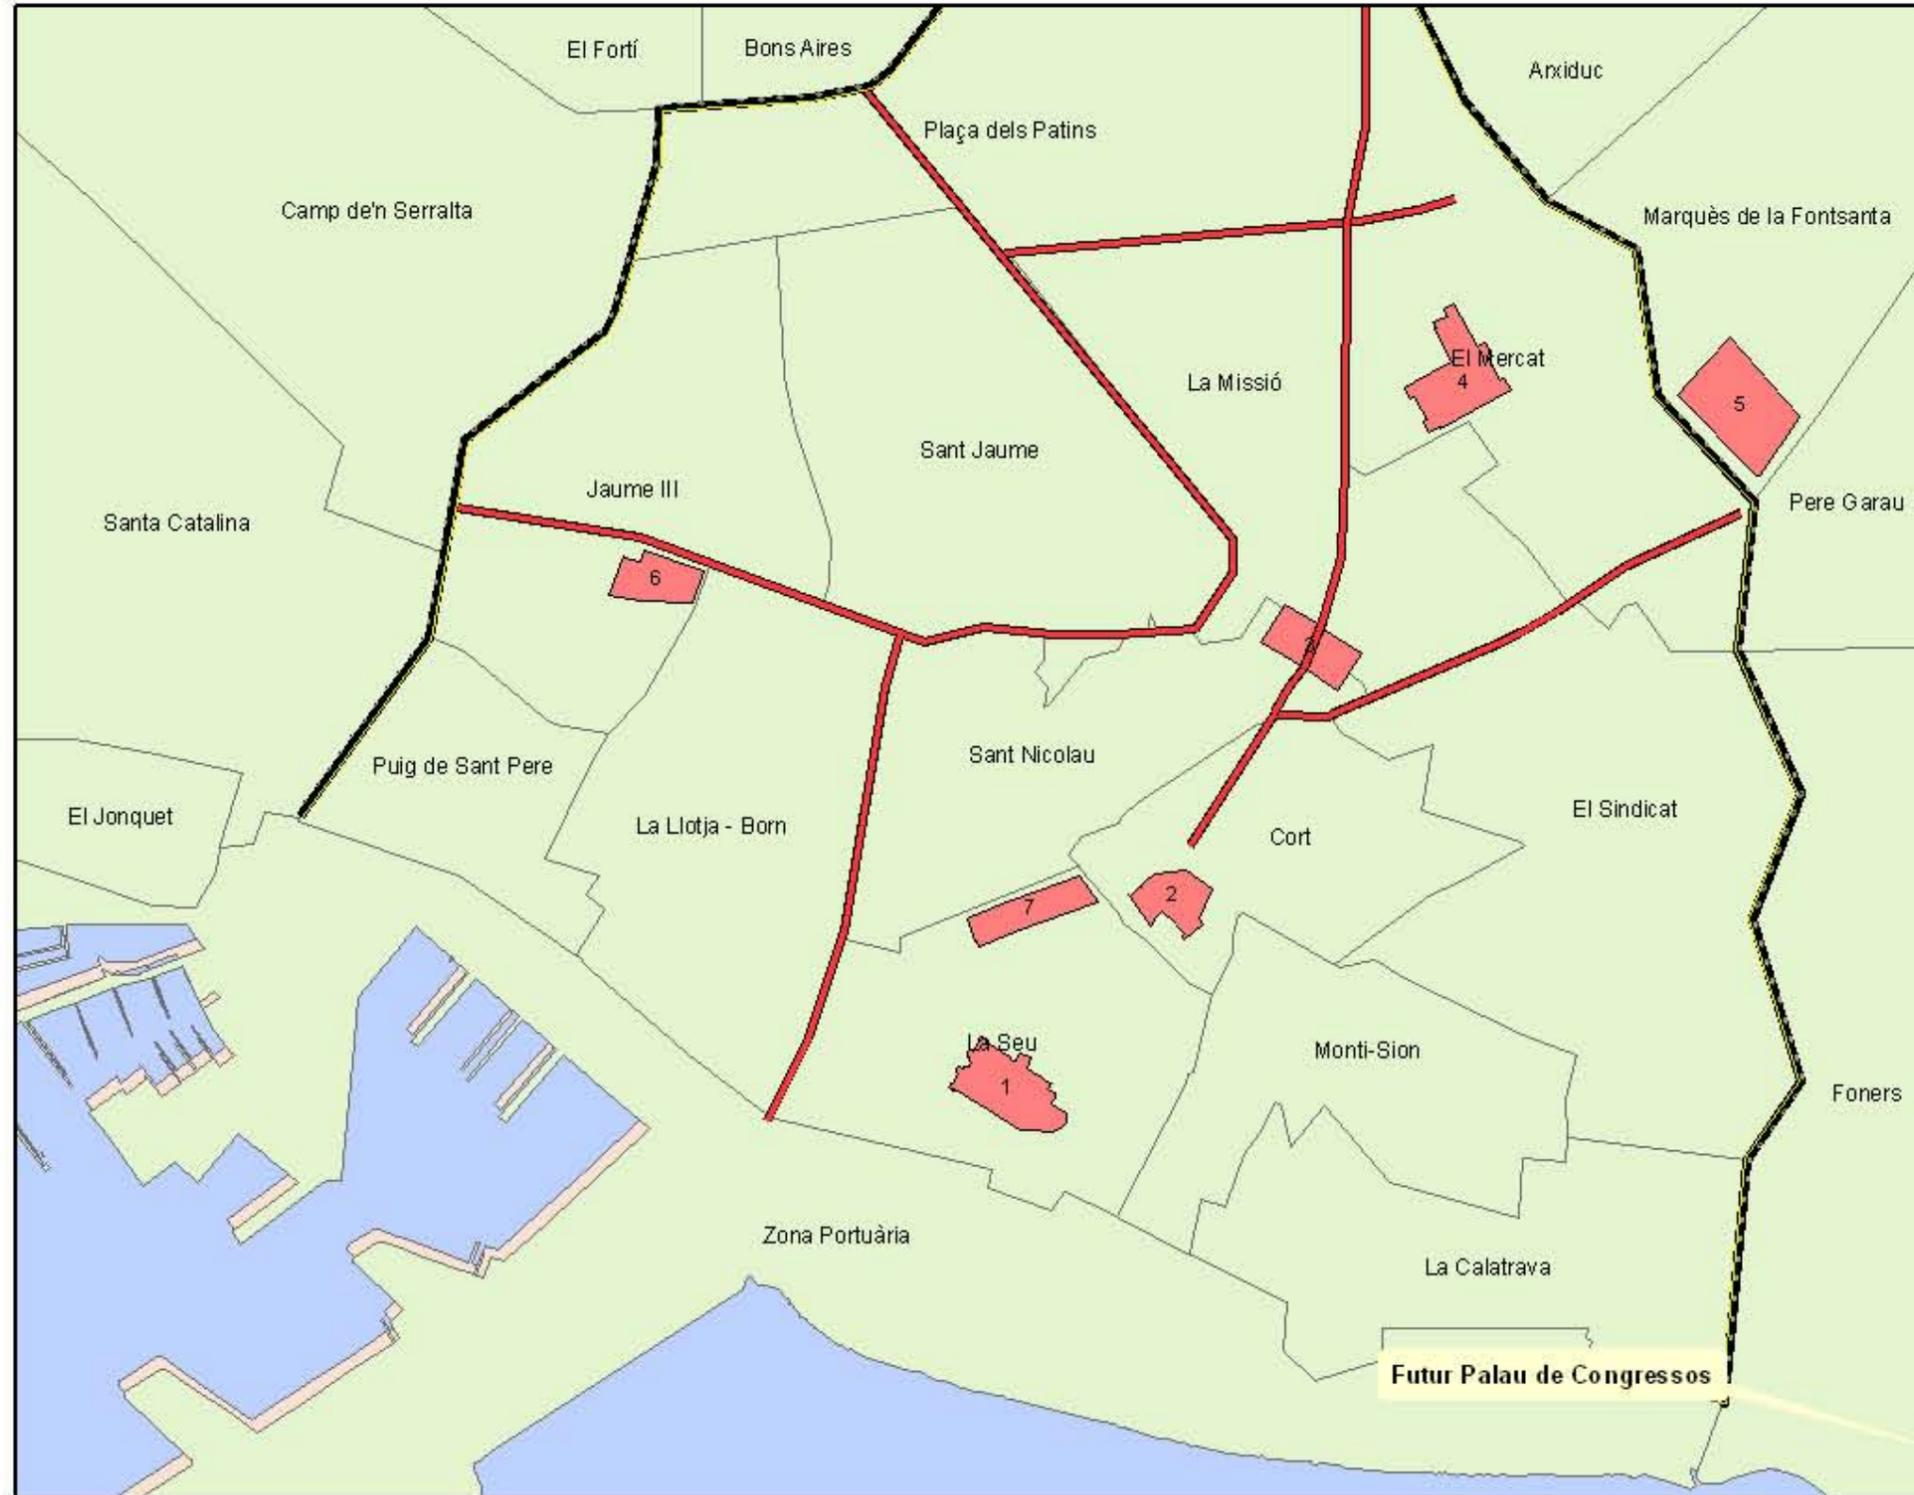 El Fortí
Bons Aires
Arxiduc
Plaça dels Patins
Camp de'n Serralta
Marquès de la Fontsanta
El Mercat
La Missió
4
5
Sant Jaume
Jaume III
Pere Garau
Santa Catalina
6
3
Sant Nicolau
Puig de Sant Pere
El Sindicat
El Jonquet
La Llotja - Born
Cort
2
7
La Seu
Monti-Sion
1
Foners
Zona Portuària
La Calatrava
Futur Palau de Congressos